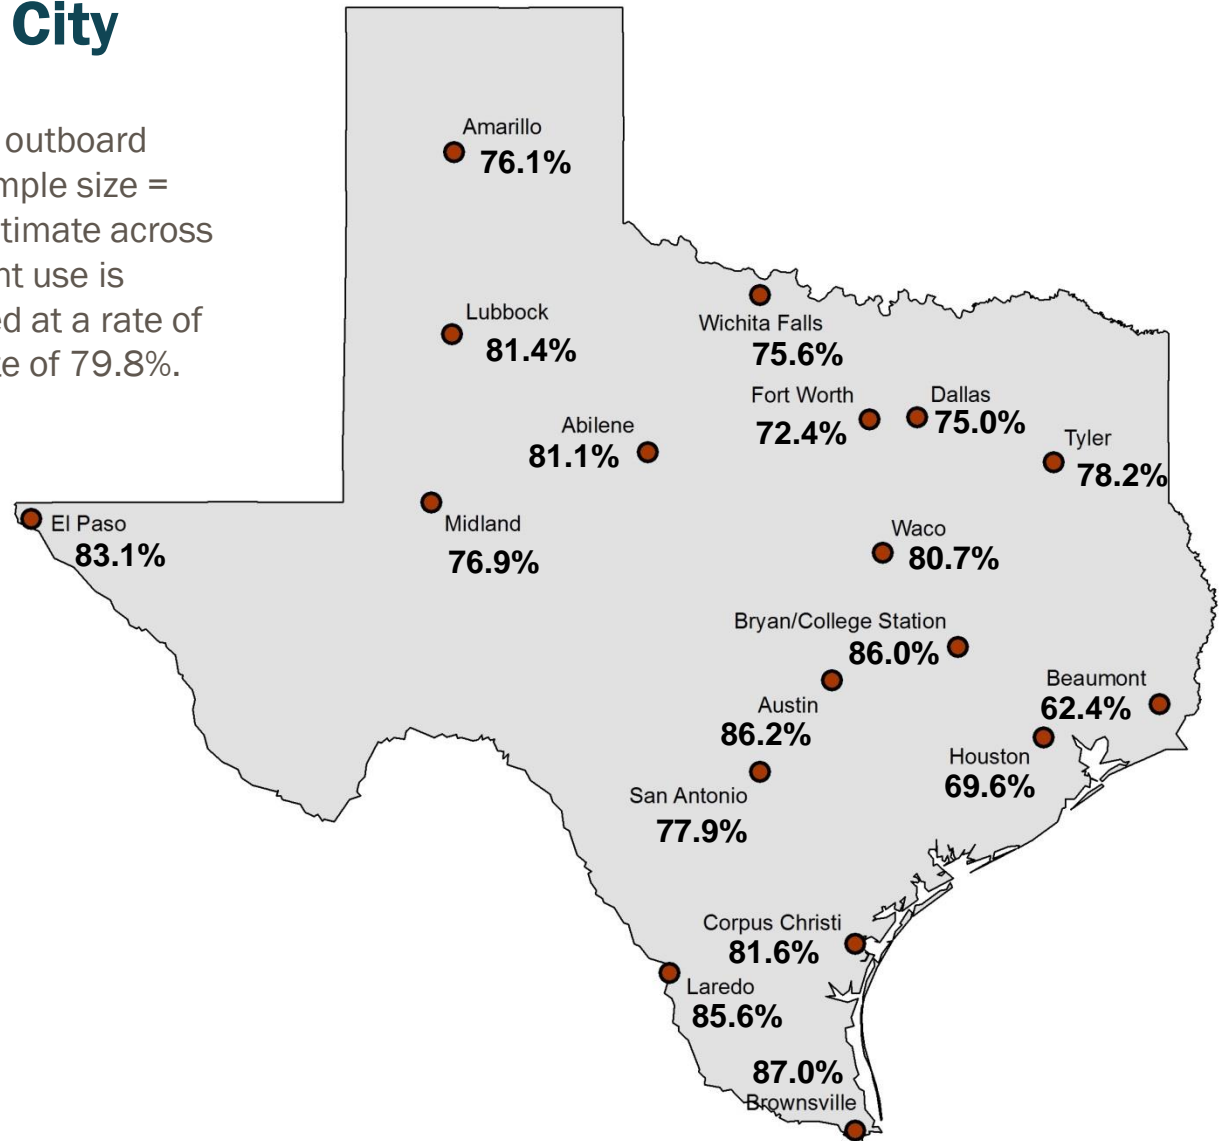 City
outboard
mple size =
timate across
nt use is
ed at a rate of
te of 79.8%.
Amarillo
76.1%
Lubbock
81.4%
Wichita Falls
75.6%
Fort Worth
72.4%
Dallas
75.0%
Abilene
81.1%
Tyler
78.2%
El Paso
83.1%
Midland
76.9%
Waco
80.7%
Bryan/College Station
86.0%
Austin
86.2%
Beaumont
62.4%
Houston
69.6%
San Antonio
77.9%
Corpus Christi
81.6%
Laredo
85.6%
87.0%
Brownsville